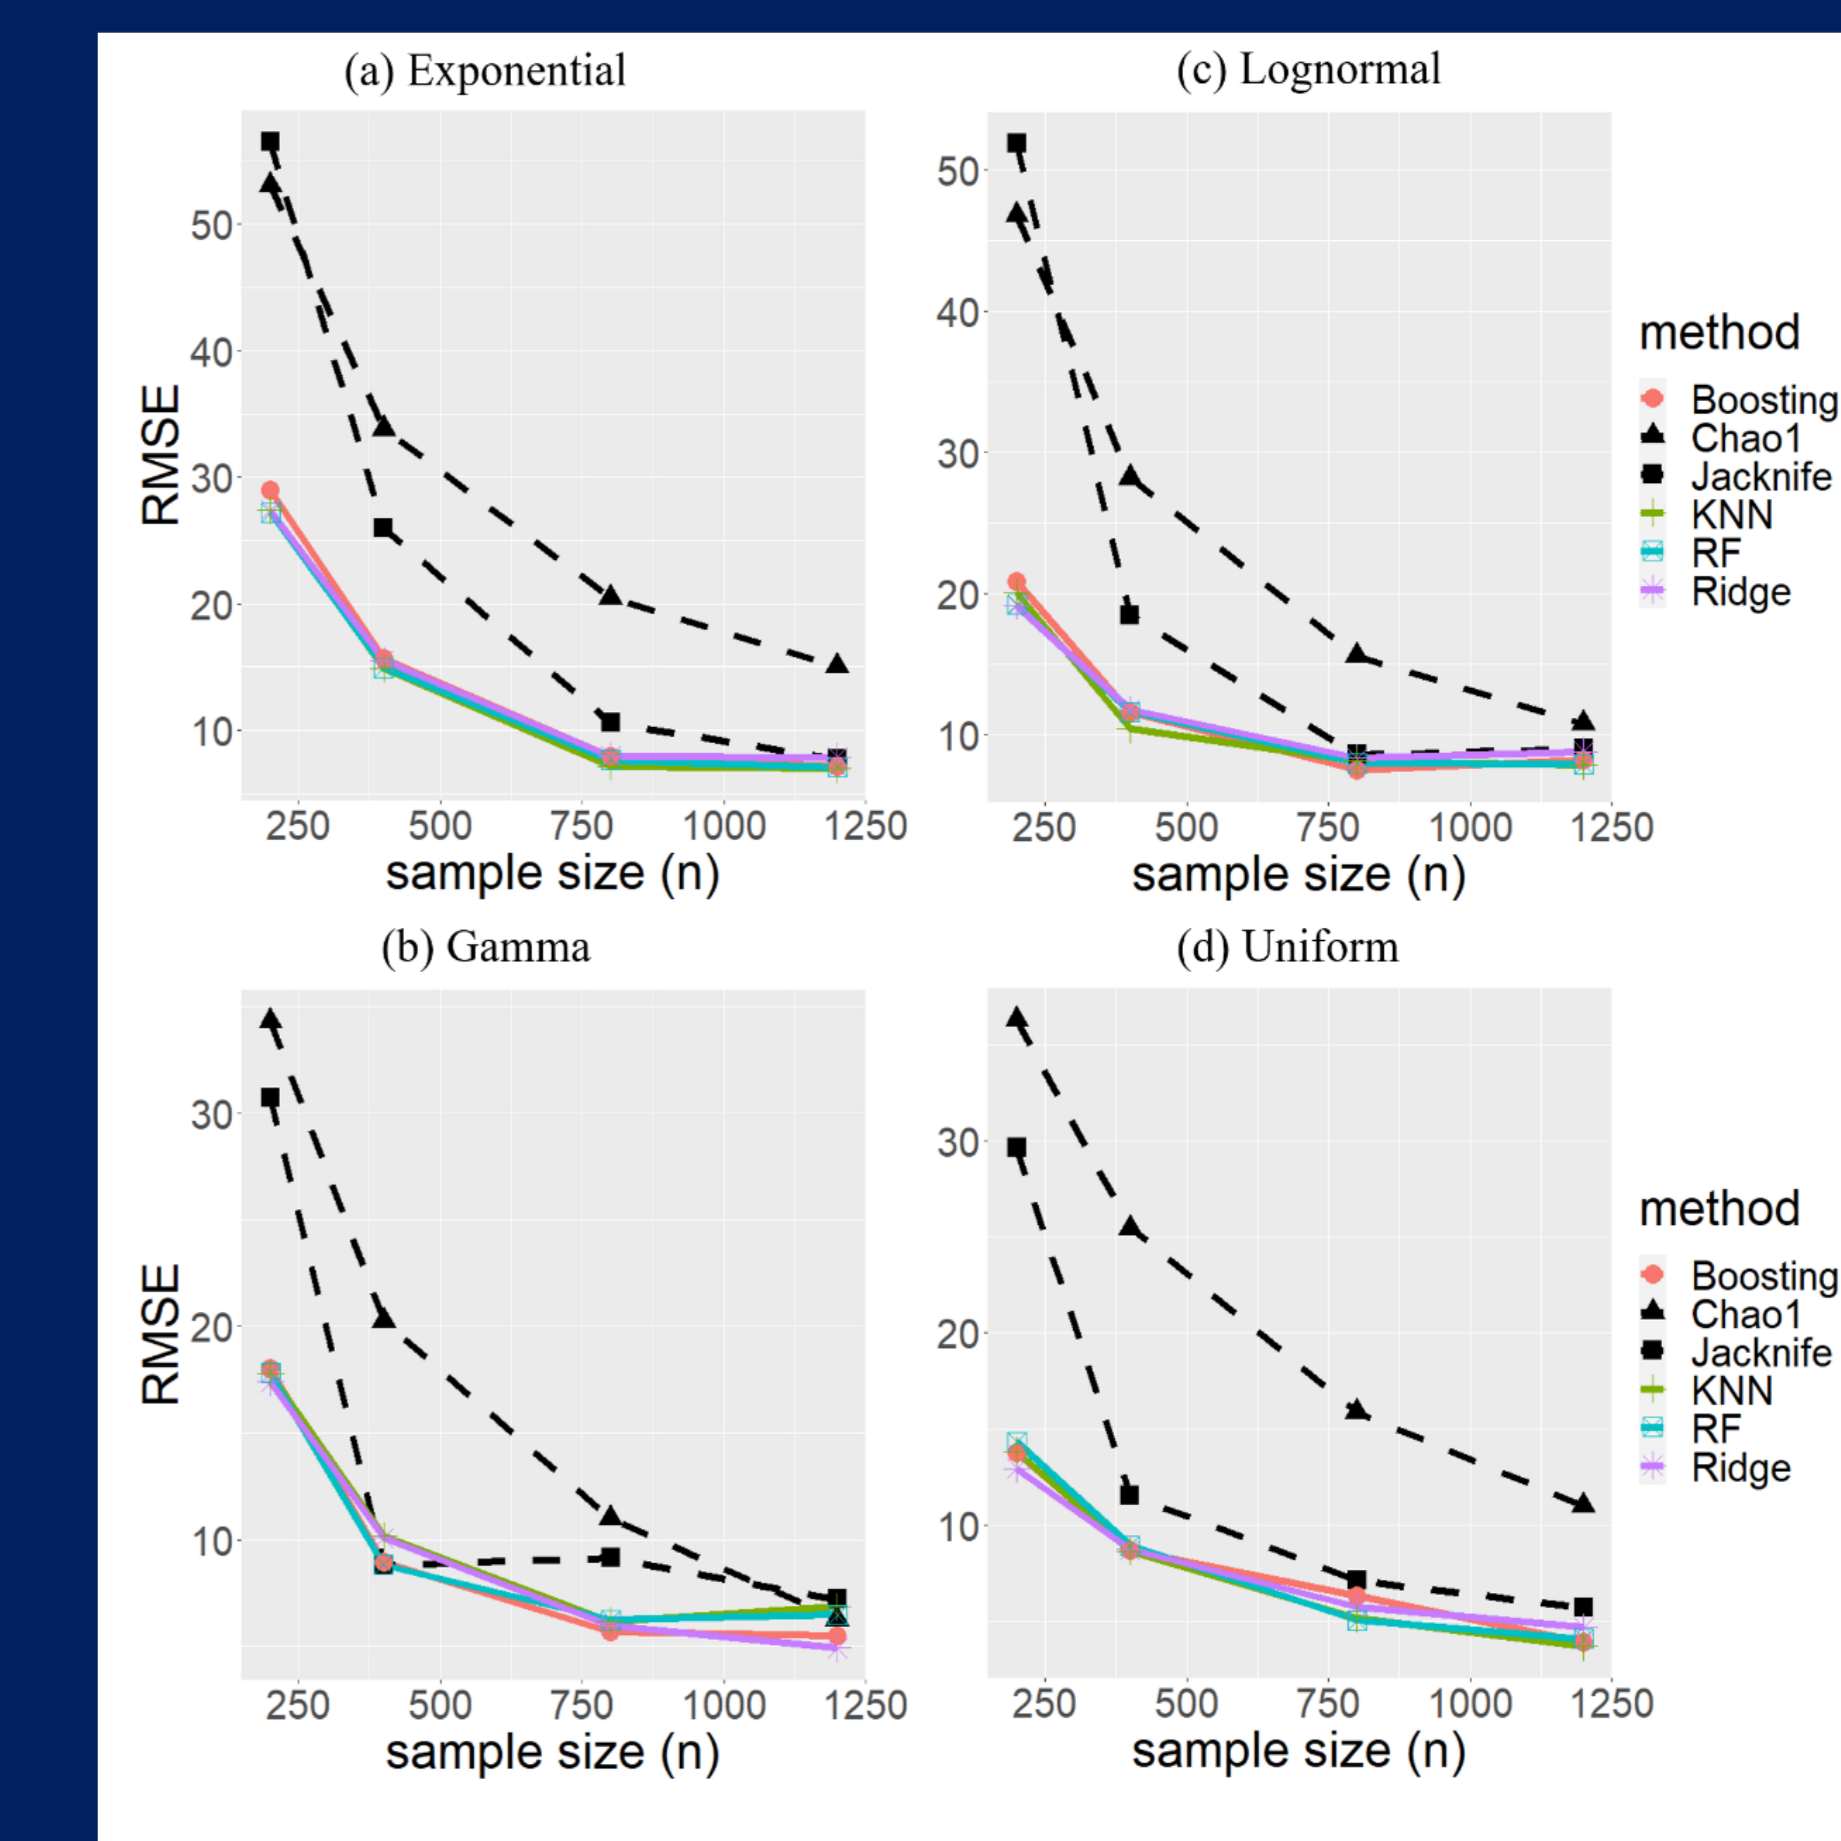 (a) Exponential
RMSE
50
40
30
20
10
250 500 750 1000 1250
sample size (n)
(c) Lognormal
50
40
30
20
10
250 500 750 1000 1250
sample size (n)
method
Boosting
Chao1
Jacknife
KNN
RF
Ridge
(b) Gamma
RMSE
30
20
10
250 500 750 1000 1250
sample size (n)
(d) Uniform
30
20
10
250 500 750 1000 1250
sample size (n)
method
Boosting
Chao1
Jacknife
KNN
RF
Ridge